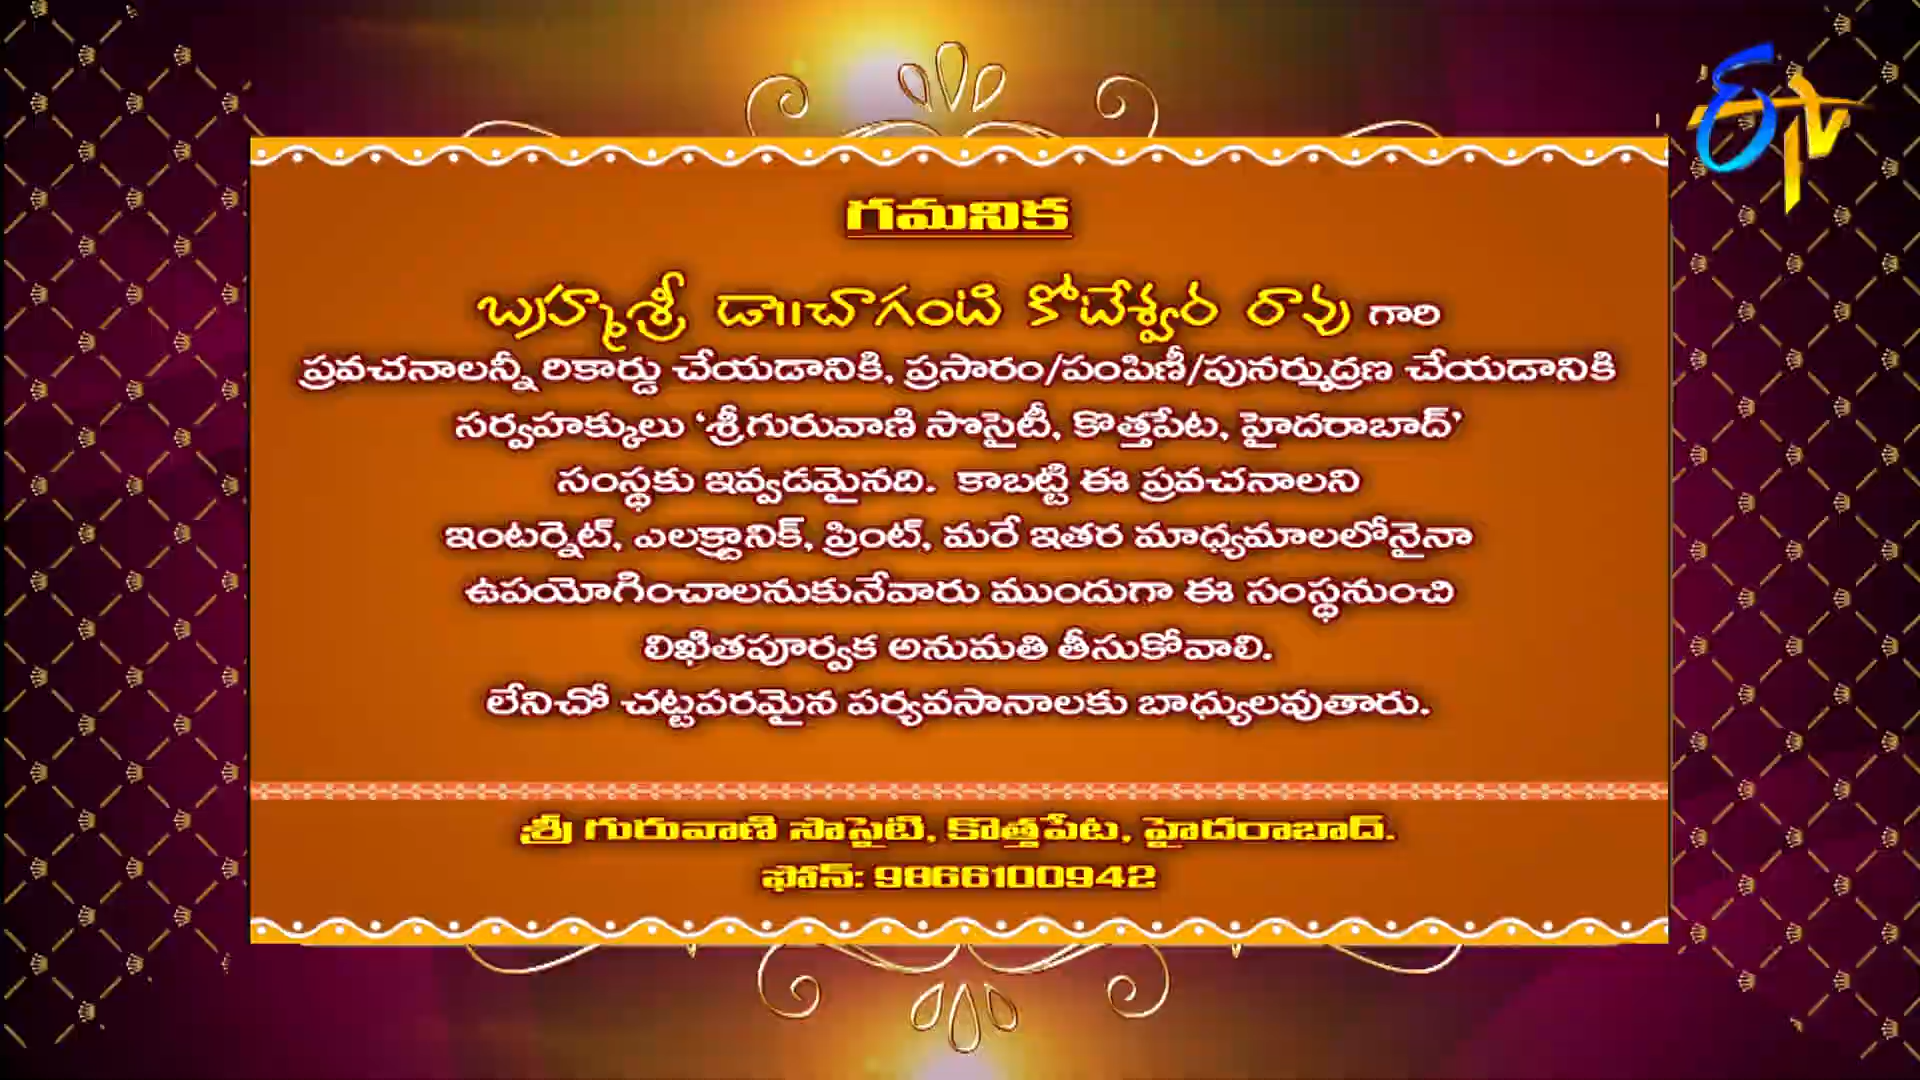 ఈtv
గమనిక
బ్రహ్మశ్రీ డా॥చాగంటి కోటేశ్వర రావు గారి
ప్రవచనాలన్నీ రికార్డు చేయడానికి, ప్రసారం/పంపిణీ/పునర్ముద్రణ చేయడానికి
సర్వహక్కులు ‘శ్రీగురువాణి సొసైటీ, కొత్తపేట, హైదరాబాద్’
సంస్థకు ఇవ్వడమైనది. కాబట్టి ఈ ప్రవచనాలని
ఇంటర్నెట్, ఎలక్ట్రానిక్, ప్రింట్, మరే ఇతర మాధ్యమాలలోనైనా
ఉపయోగించాలనుకునేవారు ముందుగా ఈ సంస్థనుంచి
లిఖితపూర్వక అనుమతి తీసుకోవాలి.
లేనిచో చట్టపరమైన పర్యవసానాలకు బాధ్యులవుతారు.
శ్రీ గురువాణి సొసైటి, కొత్తపేట, హైదరాబాద్.
ఫోన్: 9866100942